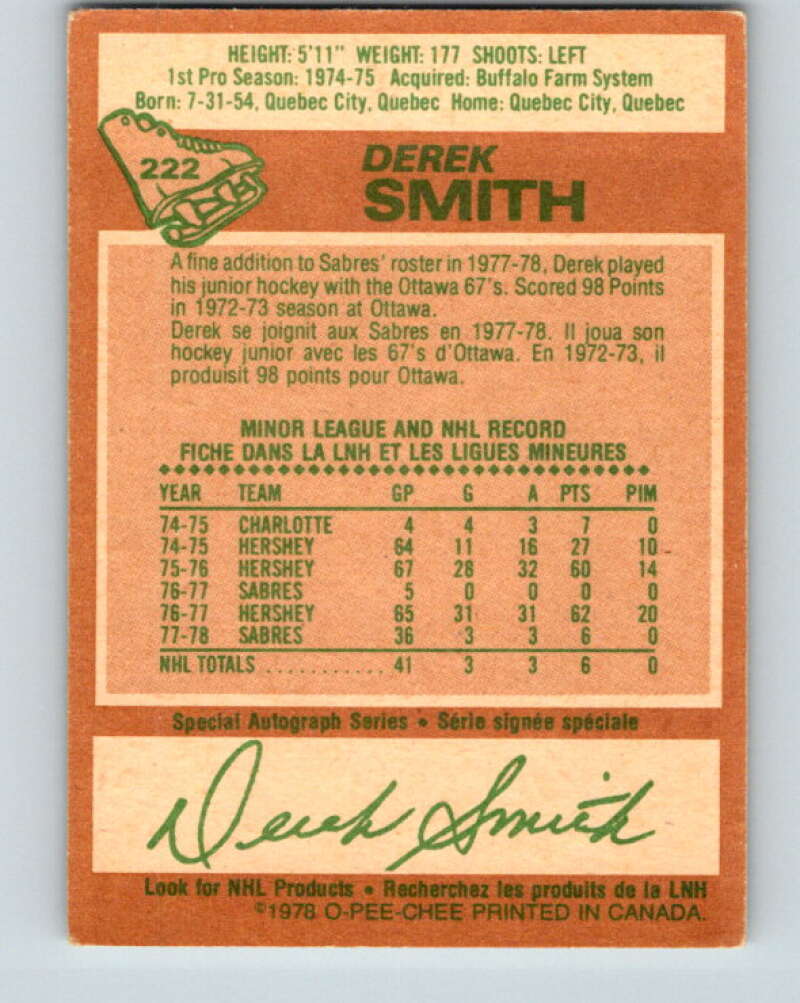 HEIGHT: 5'11" WEIGHT: 177 SHOOTS: LEFT
1st Pro Season: 1974-75 Acquired: Buffalo Farm System
Born: 7-31-54, Quebec City, Quebec Home: Quebec City, Quebec
222
DEREK
SMITH
A fine addition to Sabres' roster in 1977-78, Derek played
his junior hockey with the Ottawa 67's. Scored 98 Points
in 1972-73 season at Ottawa.
Derek se joignit aux Sabres en 1977-78. Il joua son
hockey junior avec les 67's d'Ottawa. En 1972-73, il
produisit 98 points pour Ottawa.
MINOR LEAGUE AND NHL RECORD
FICHE DANS LA LNH ET LES LIGUES MINEURES
YEAR TEAM GP G A PTS PIM
74-75 CHARLOTTE 4 4 3 7 0
74-75 HERSHEY 64 11 16 27 10
75-76 HERSHEY 67 28 32 60 14
76-77 SABRES 5 0 0 0 0
76-77 HERSHEY 65 31 31 62 20
77-78 SABRES 36 3 3 6 0
NHL TOTALS ............ 41 3 3 6 0
Special Autograph Series • Série signée spéciale
Derek Smith
Look for NHL Products • Recherchez les produits de la LNH
©1978 O-PEE-CHEE PRINTED IN CANADA.